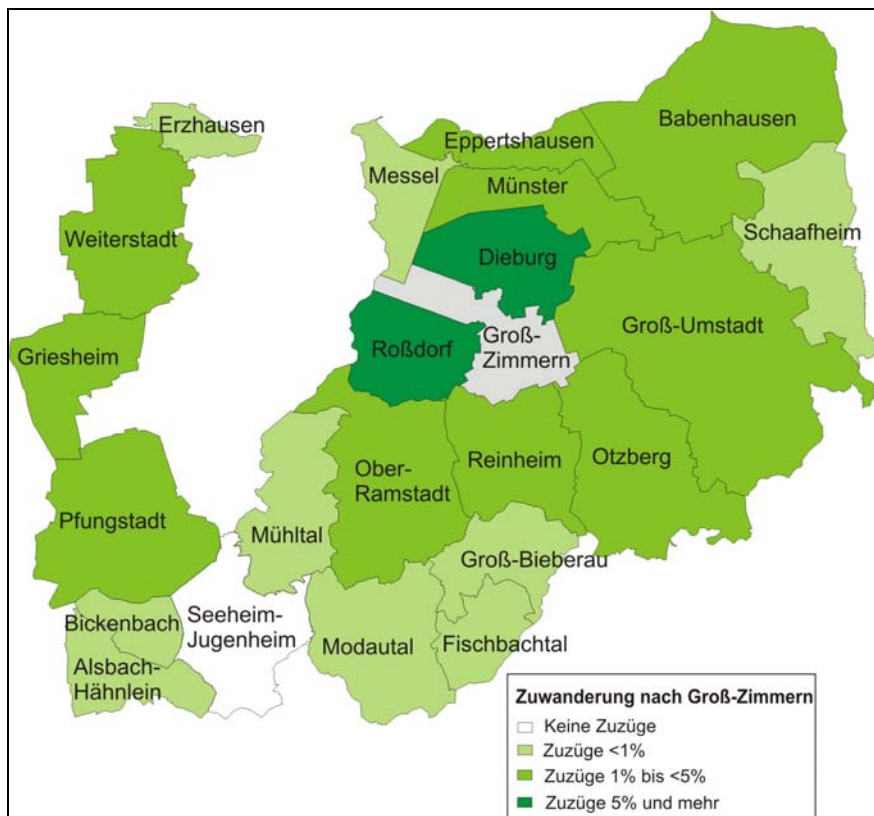 Erzhausen
Babenhausen
Eppertshausen
Messel
Münster
Schaafheim
Weiterstadt
Dieburg
Groß-Umstadt
Griesheim
Roßdorf
Groß-
Zimmern
Ober-
Ramstadt
Reinheim
Otzberg
Pfungstadt
Mühltal
Groß-Bieberau
Bickenbach
Seeheim-
Jugenheim
Modautal
Fischbachtal
Alsbach-
Hähnlein
Zuwanderung nach Groß-Zimmern
Keine Zuzüge
Zuzüge <1%
Zuzüge 1% bis <5%
Zuzüge 5% und mehr